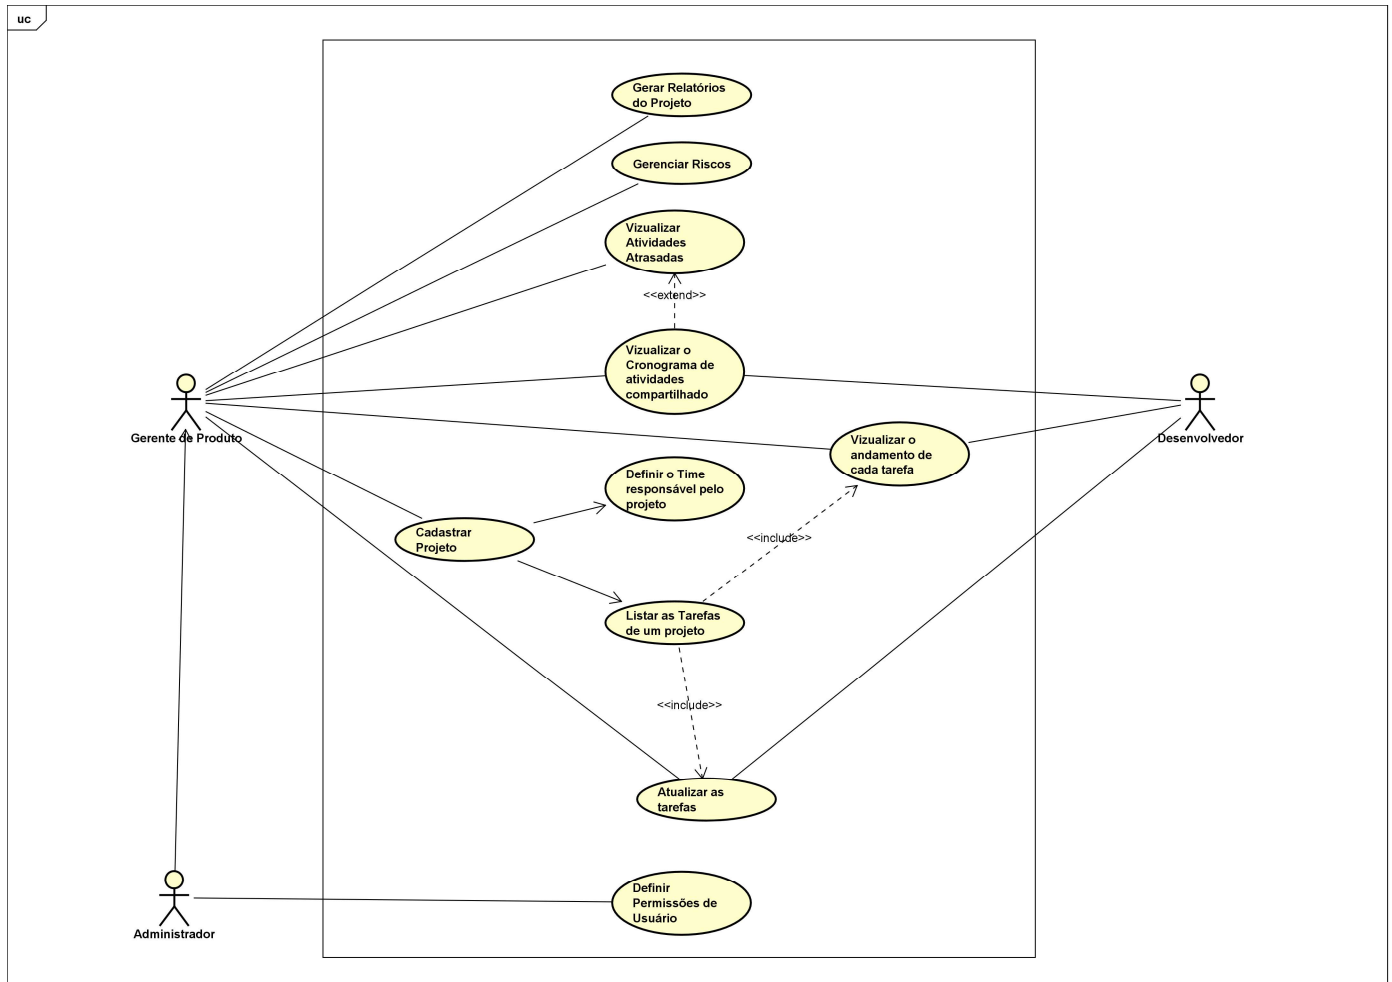 uc
Gerar Relatórios
do Projeto
Gerenciar Riscos
Vizualizar
Atividades
Atrasadas
<<extend>>
Vizualizar o
Cronograma de
atividades
compartilhado
Gerente de Produto
Desenvolvedor
Vizualizar o
andamento de
cada tarefa
Definir o Time
responsável pelo
projeto
Cadastrar
Projeto
<<include>>
Listar as Tarefas
de um projeto
<<include>>
Atualizar as
tarefas
Definir
Permissões de
Usuário
Administrador